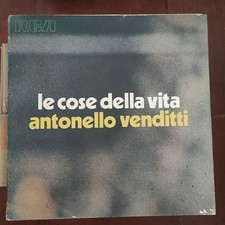 RCA
le cose della vita
antonello venditti